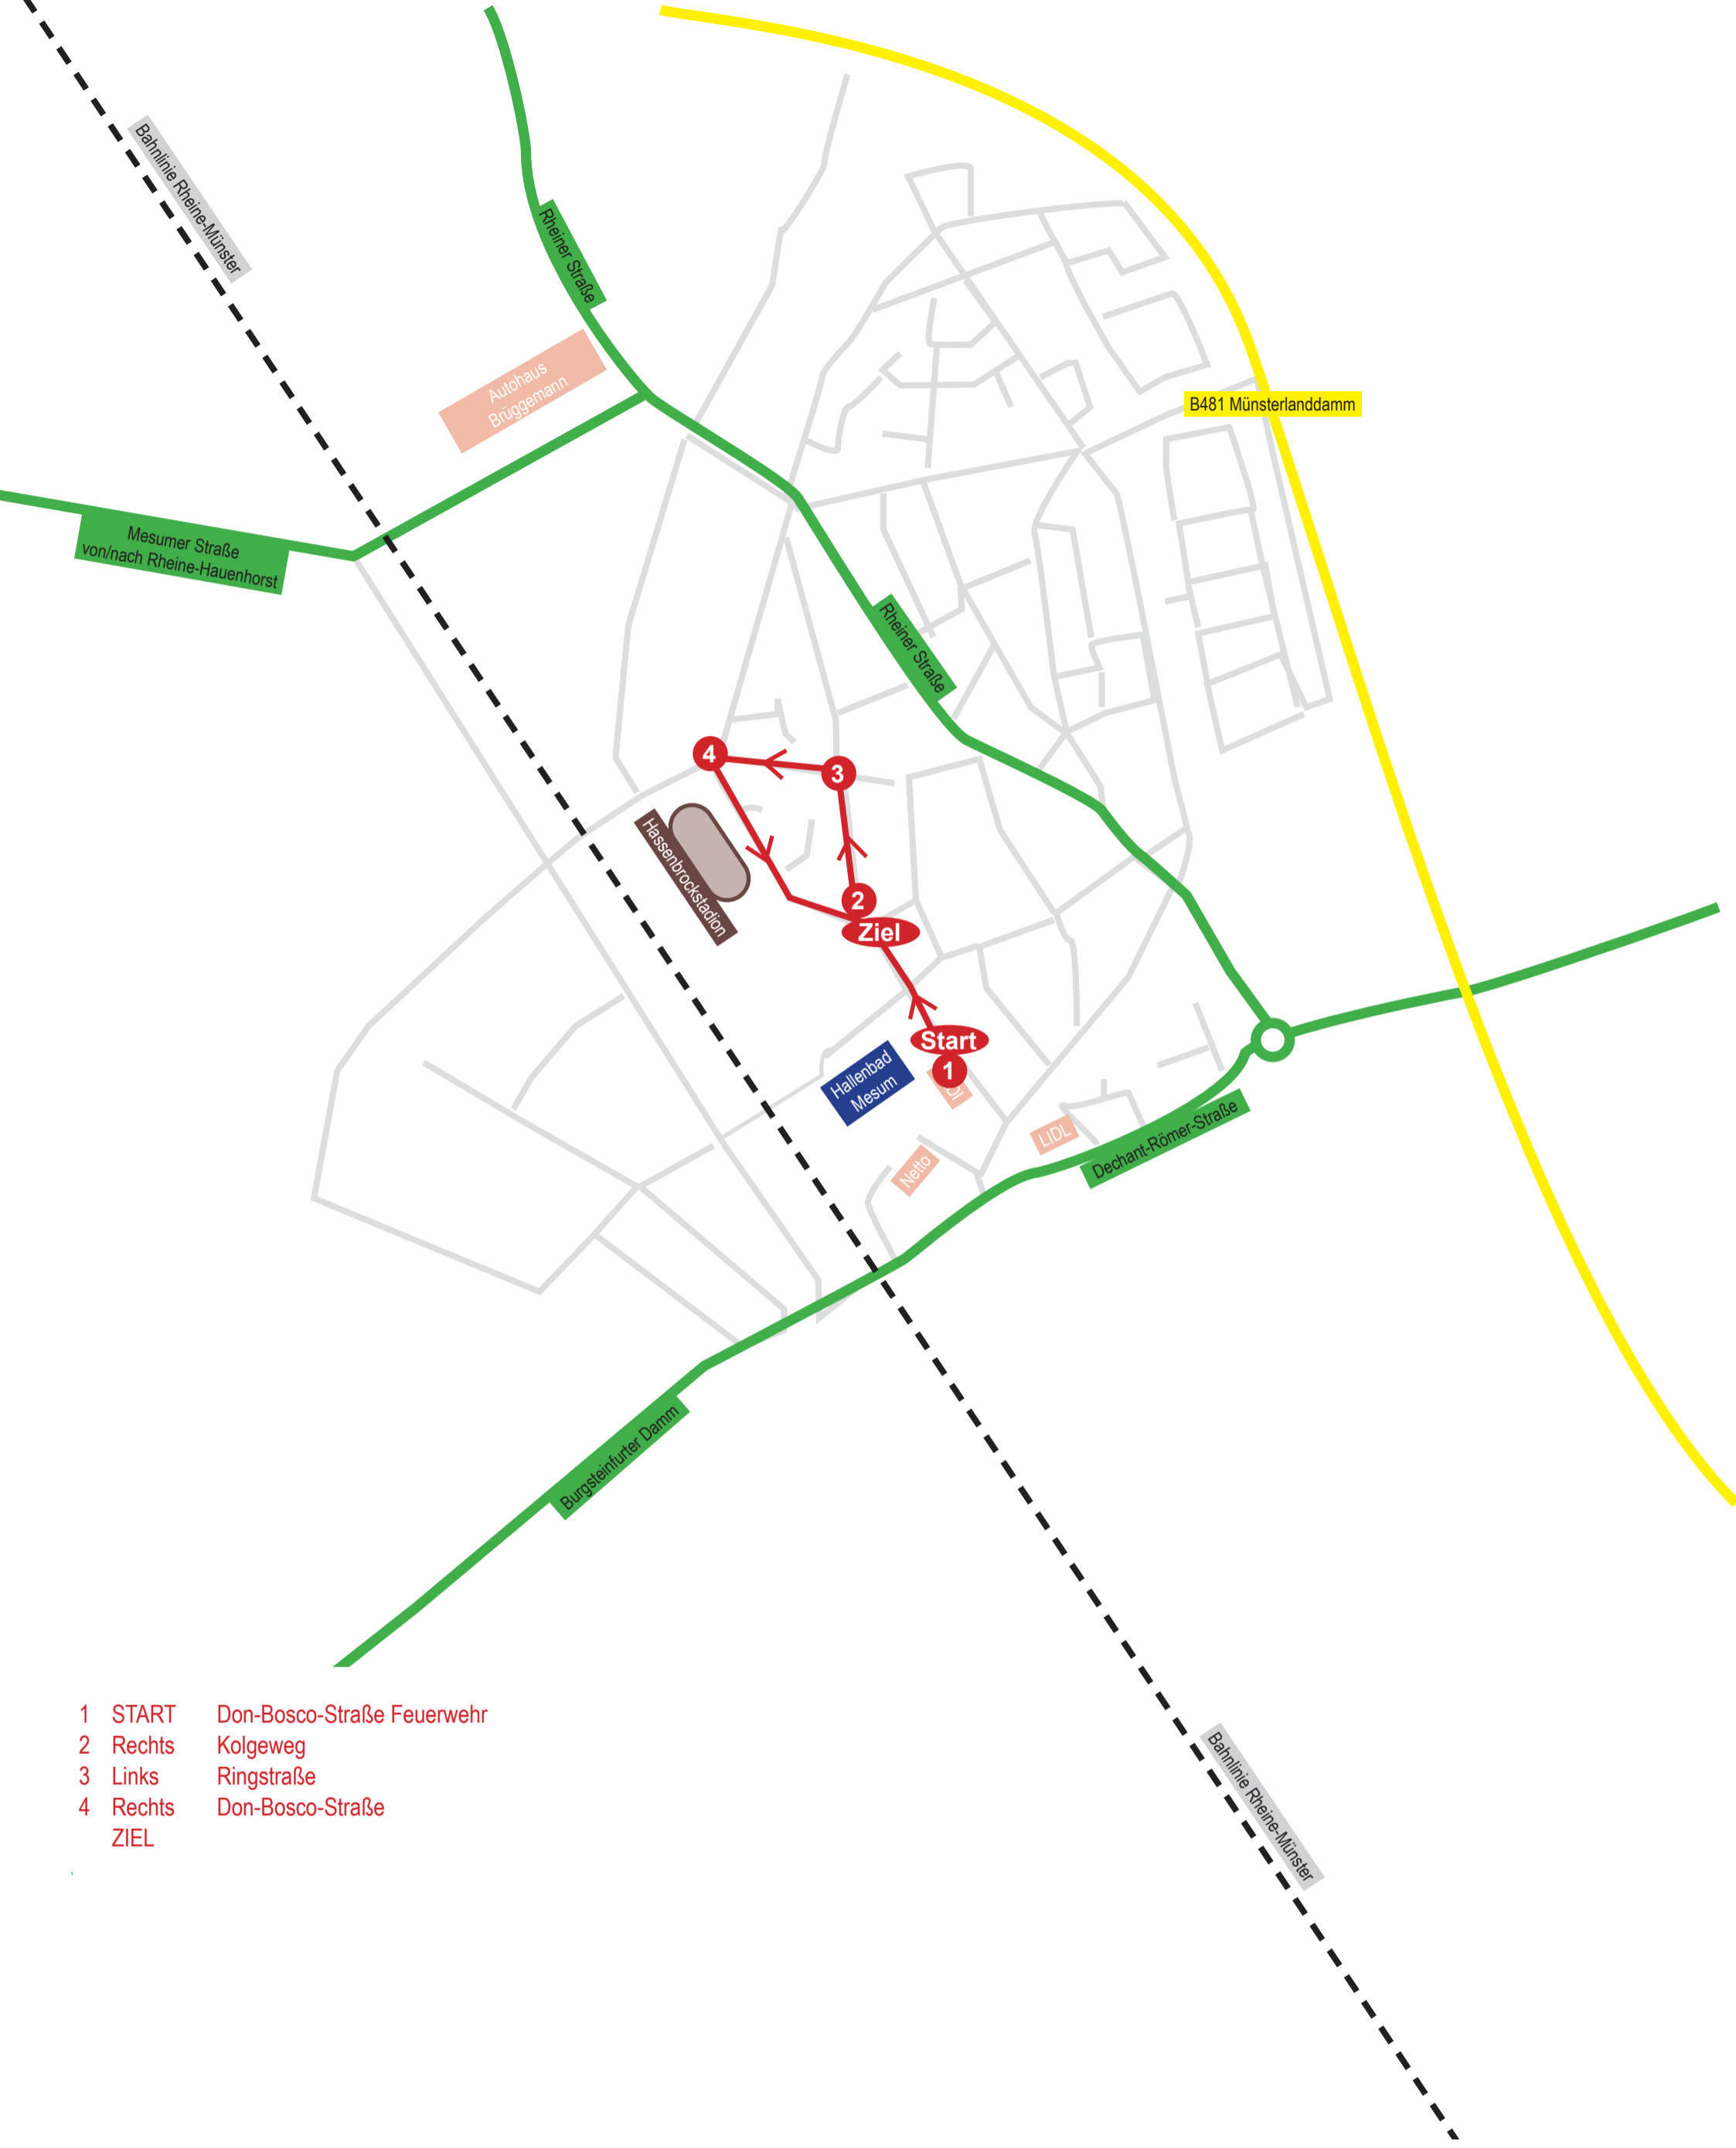 Bahnlinie Rheine-Münster
Rheiner Straße
Autohaus
Brüggemann
B481 Münsterlanddamm
Mesumer Straße
von/nach Rheine-Hauenhorst
Rheiner Straße
4
3
Hassenbrockstadion
2
Ziel
Start
1
Hallenbad
Mesum
LIDL
Dechant-Römer-Straße
Netto
Burgsteinfurter Damm
1 START Don-Bosco-Straße Feuerwehr
2 Rechts Kolgeweg
3 Links Ringstraße
4 Rechts Don-Bosco-Straße
ZIEL
Bahnlinie Rheine-Münster